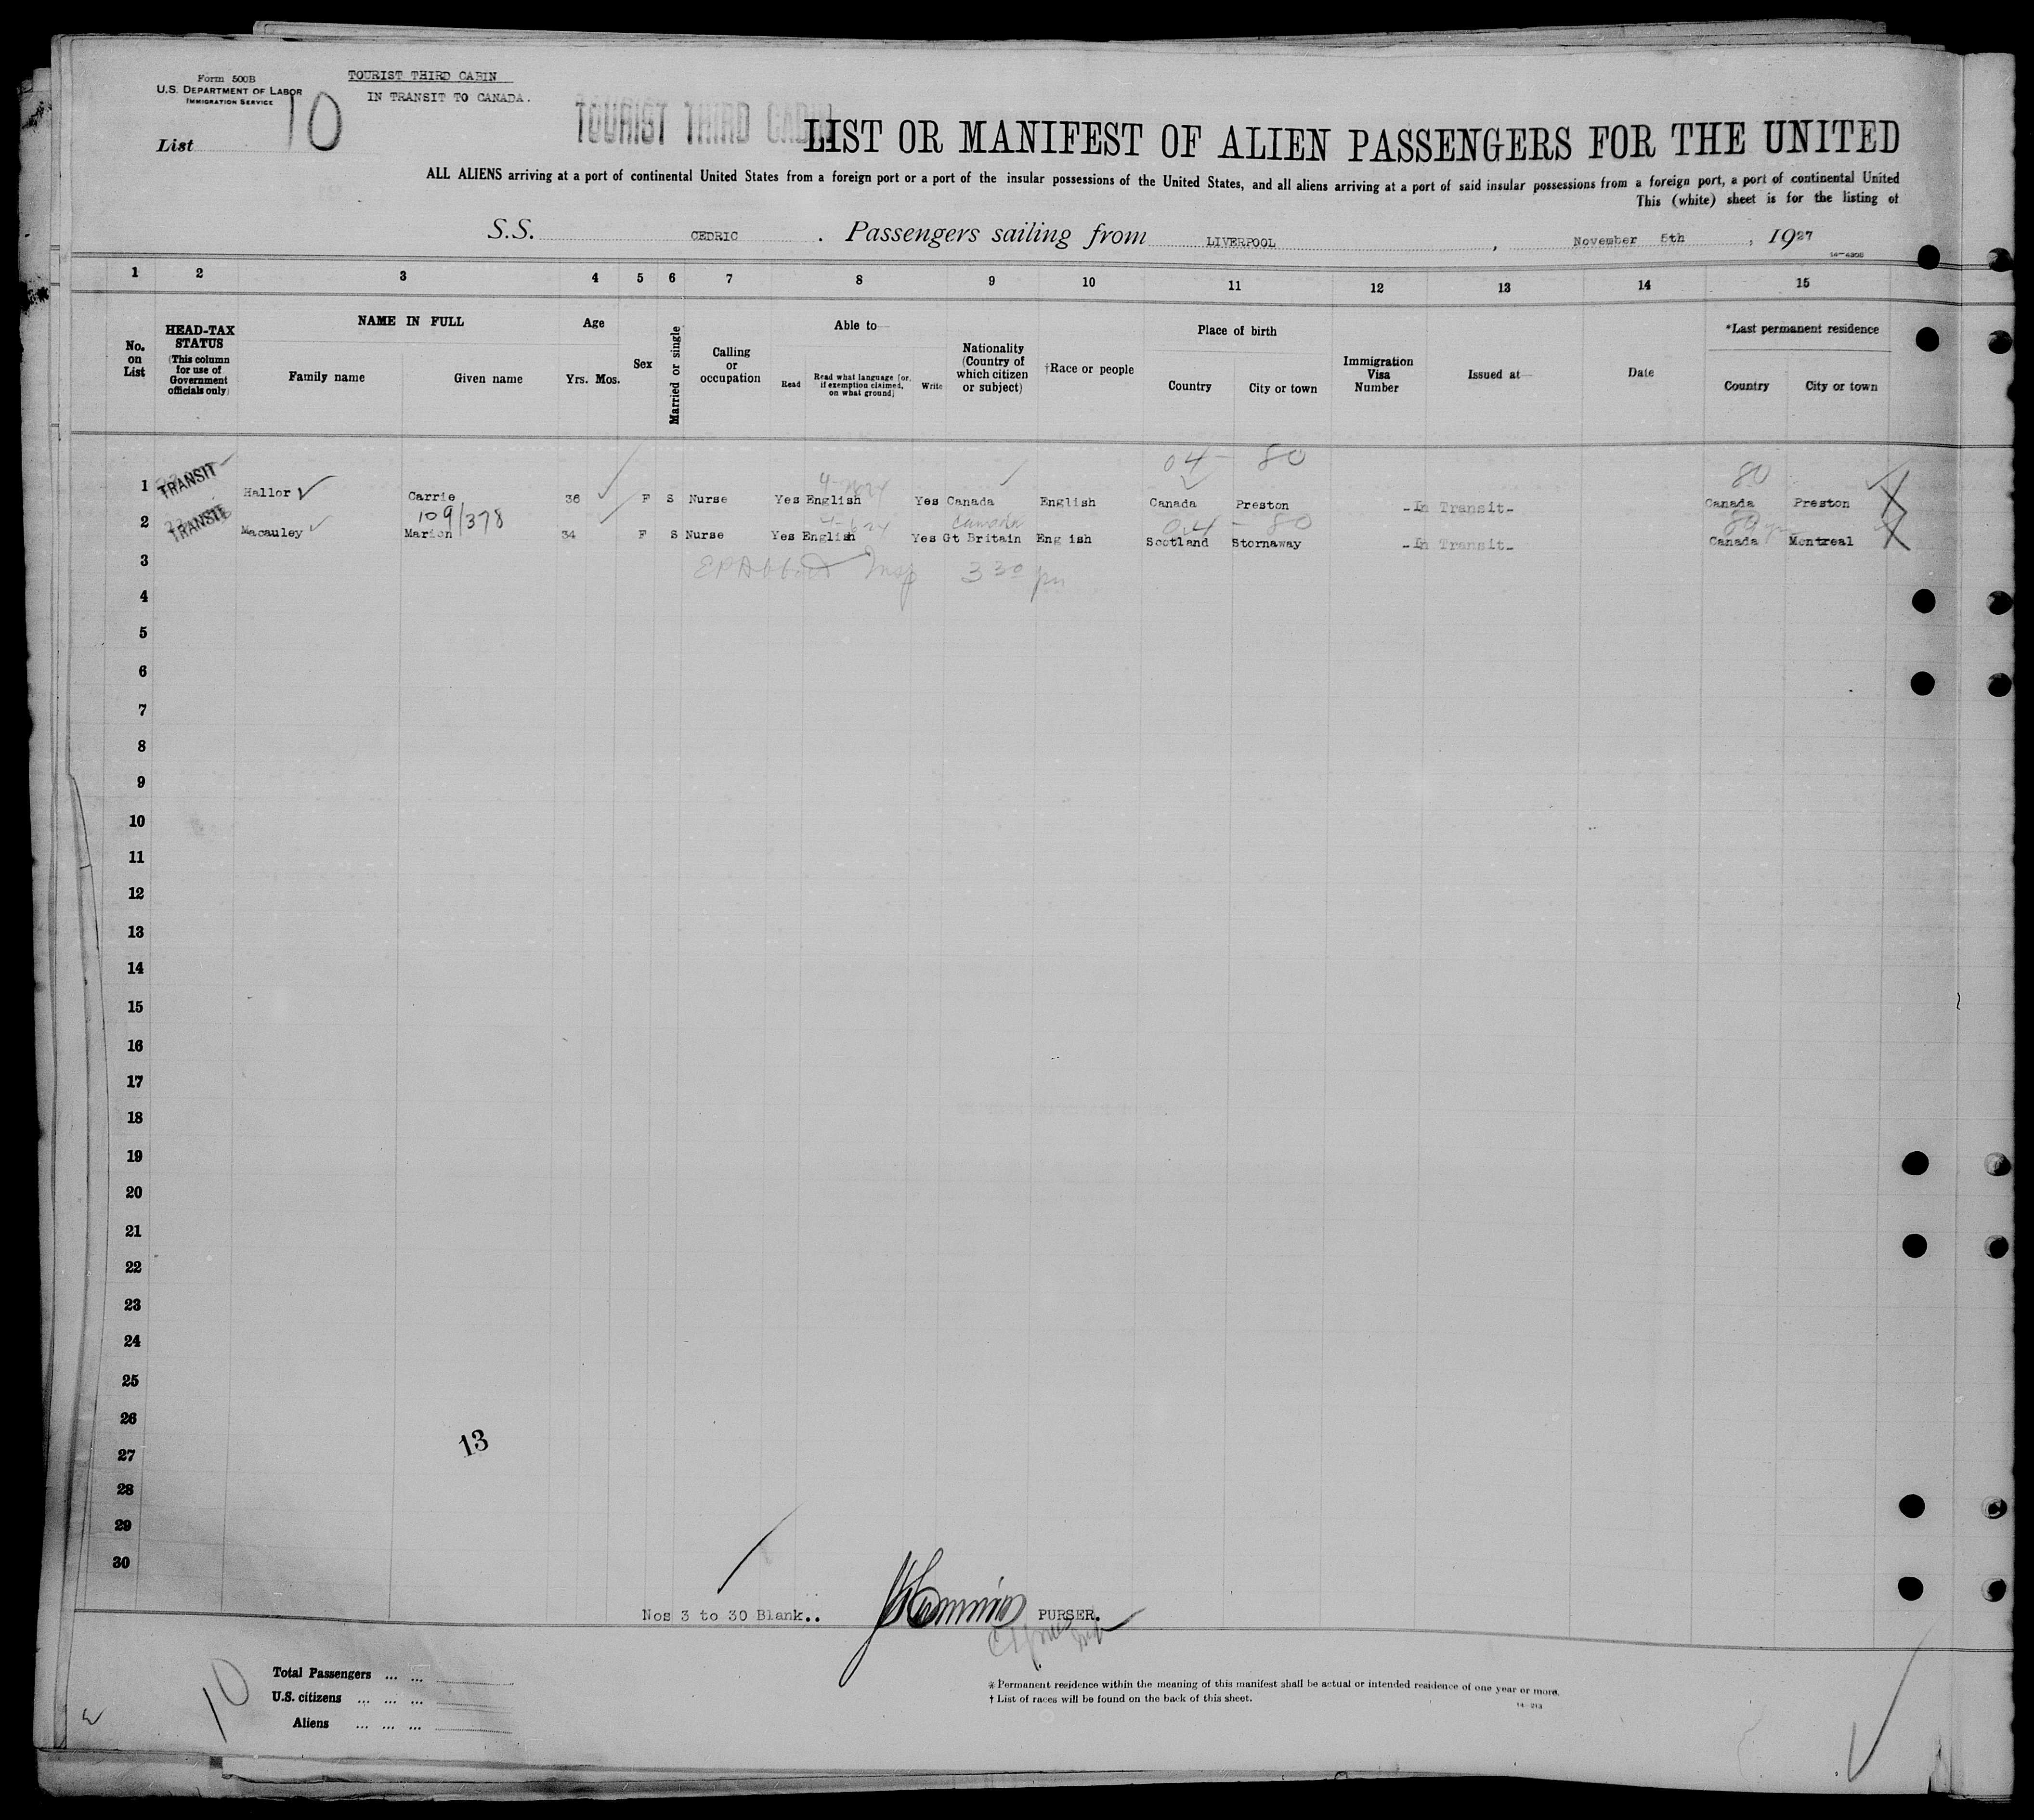 Form 500B
U.S. DEPARTMENT OF LABOR
IMMIGRATION SERVICE
TOURIST THIRD CABIN
IN TRANSIT TO CANADA.
List 10
TOURIST THIRD CABIN
LIST OR MANIFEST OF ALIEN PASSENGERS FOR THE UNITED
ALL ALIENS arriving at a port of continental United States from a foreign port or a port of the insular possessions of the United States, and all aliens arriving at a port of said insular possessions from a foreign port, a port of continental United
This (white) sheet is for the listing of
S.S. CEDRIC . Passengers sailing from LIVERPOOL , November 5th , 1927
1 2 3 4 5 6 7 8 9 10 11 12 13 14 15
No. on List
HEAD-TAX STATUS
(This column for use of Government officials only)
NAME IN FULL
Family name Given name
Age
Yrs. Mos.
Sex
Married or single
Calling or occupation
Able to—
Read
Read what language [or, if exemption claimed, on what ground]
Write
Nationality (Country of which citizen or subject)
†Race or people
Place of birth
Country City or town
Immigration Visa Number
Issued at—
Date
*Last permanent residence
Country City or town
04 - 80 80
1 TRANSIT Hallor Carrie 36 F S Nurse Yes English Yes Canada English Canada Preston -In Transit- Canada Preston
109/378 Canada 04 - 80
2 TRANSIT Macauley Marion 34 F S Nurse Yes English Yes Gt Britain Eng ish Scotland Stornaway -In Transit- Canada Montreal
3 3 30 pm
4
5
6
7
8
9
10
11
12
13
14
15
16
17
18
19
20
21
22
23
24
25
26
13
27
28
29
30
Nos 3 to 30 Blank.. PURSER.
10
Total Passengers ... ...
U.S. citizens ... ... ...
Aliens ... ... ...
* Permanent residence within the meaning of this manifest shall be actual or intended residence of one year or more.
† List of races will be found on the back of this sheet.